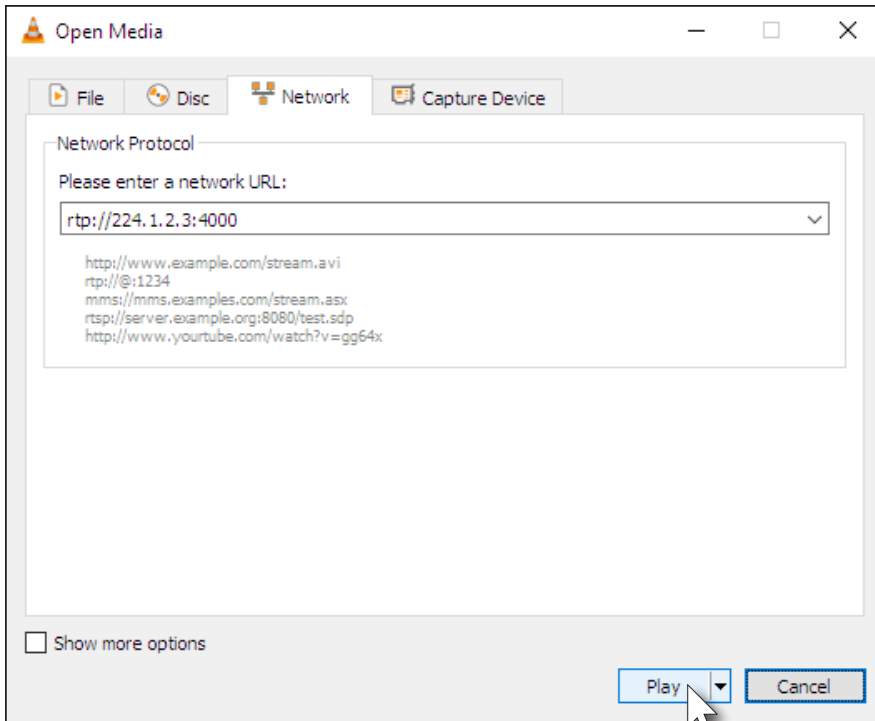 Open Media
File Disc Network Capture Device
Network Protocol
Please enter a network URL:
rtp://224.1.2.3:4000
http://www.example.com/stream.avi
rtp://@:1234
mms://mms.examples.com/stream.asx
rtsp://server.example.org:8080/test.sdp
http://www.yourtube.com/watch?v=gg64x
Show more options
Play Cancel